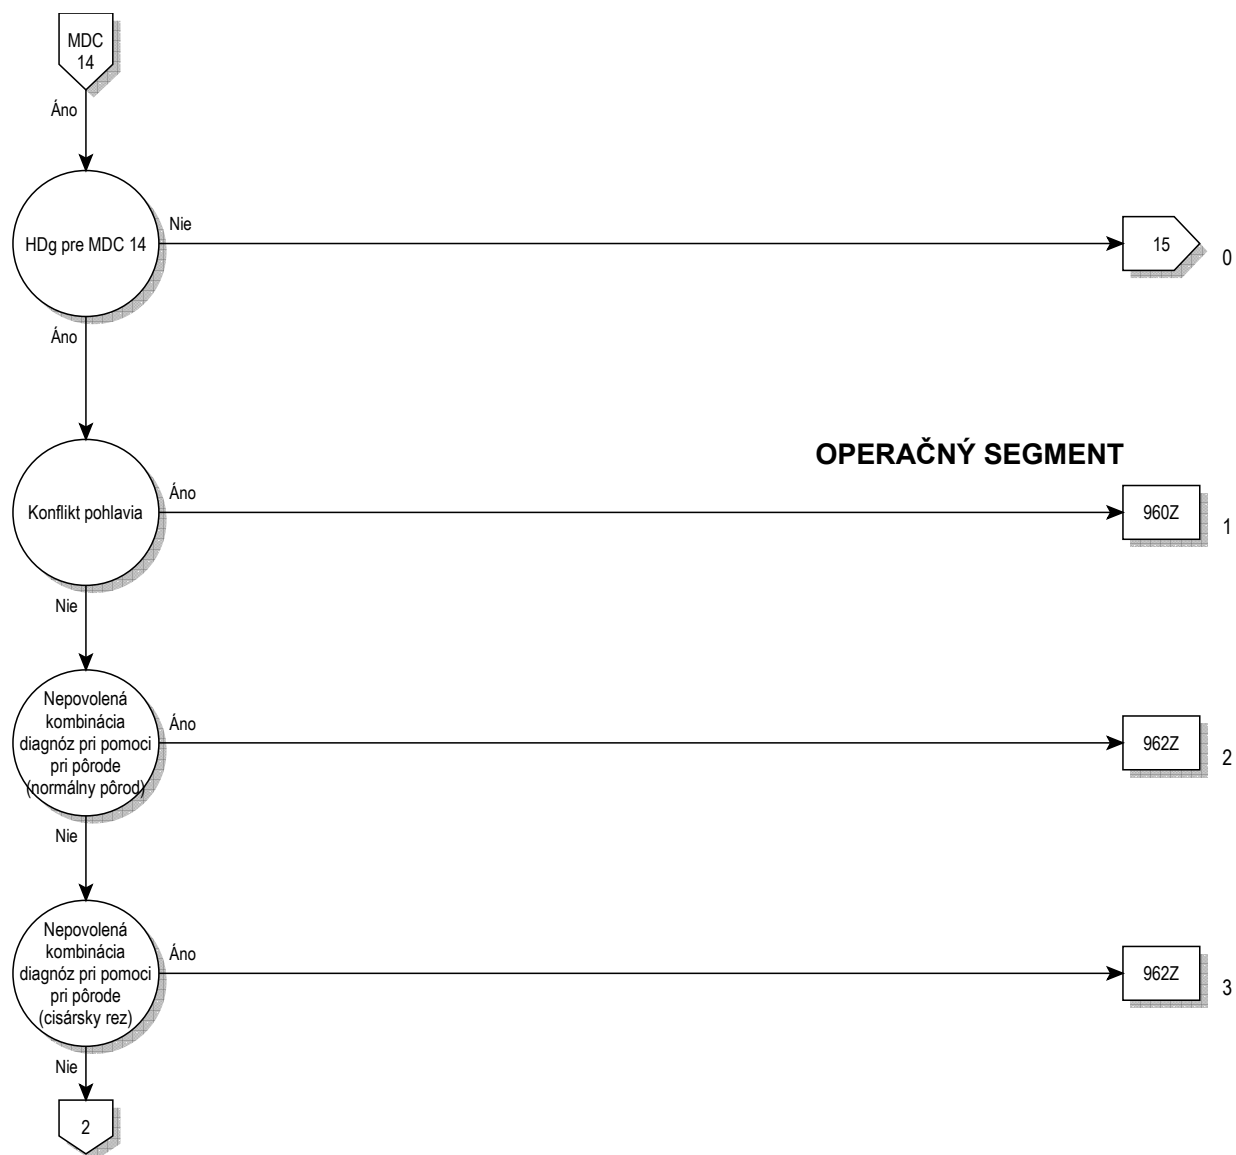 MDC
14
Áno
HDg pre MDC 14
Nie
15
0
Áno
OPERAČNÝ SEGMENT
Konflikt pohlavia
Áno
960Z
1
Nie
Nepovolená
kombinácia
diagnóz pri pomoci
pri pôrode
(normálny pôrod)
Áno
962Z
2
Nie
Nepovolená
kombinácia
diagnóz pri pomoci
pri pôrode
(cisársky rez)
Áno
962Z
3
Nie
2